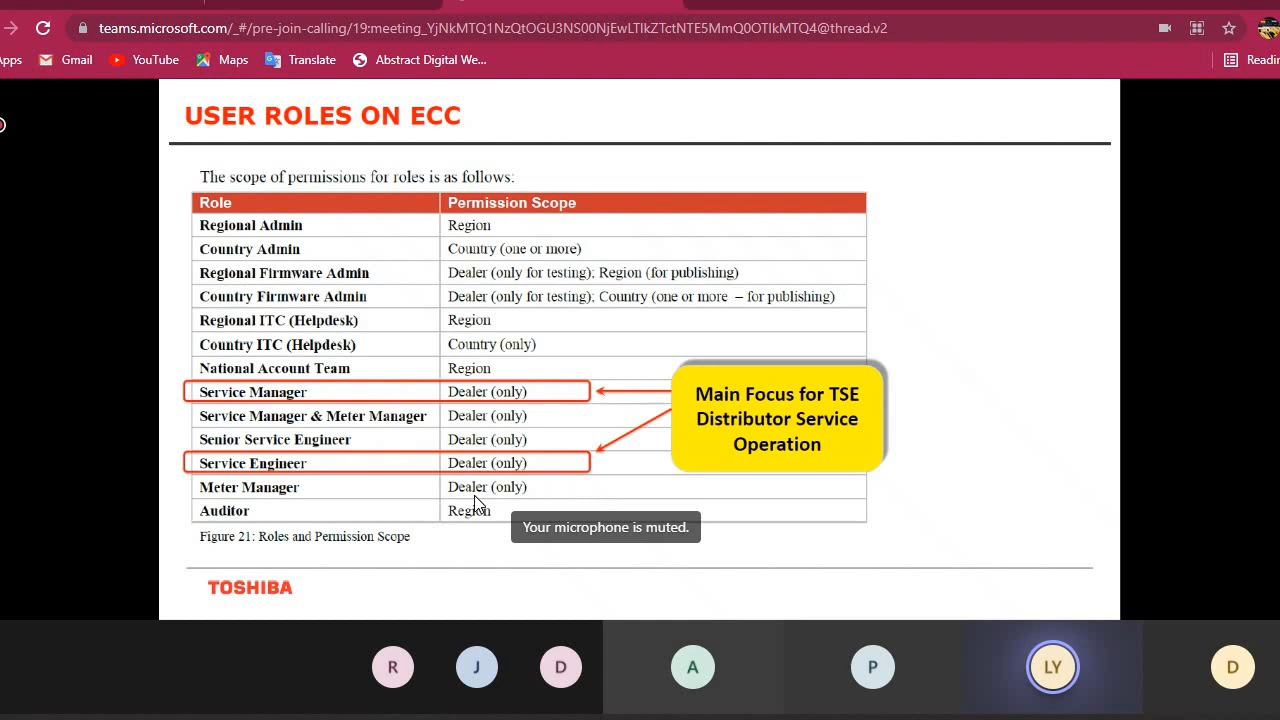 teams.microsoft.com/_#/pre-join-calling/19:meeting_YjNkMTQ1NzQtOGU3NS00NjEwLTlkZTctNTE5MmQ0OTlkMTQ4@thread.v2
Apps Gmail YouTube Maps Translate Abstract Digital We... Readin
USER ROLES ON ECC
The scope of permissions for roles is as follows:
Role Permission Scope
Regional Admin Region
Country Admin Country (one or more)
Regional Firmware Admin Dealer (only for testing); Region (for publishing)
Country Firmware Admin Dealer (only for testing); Country (one or more – for publishing)
Regional ITC (Helpdesk) Region
Country ITC (Helpdesk) Country (only)
National Account Team Region
Service Manager Dealer (only)
Service Manager & Meter Manager Dealer (only)
Senior Service Engineer Dealer (only)
Service Engineer Dealer (only)
Meter Manager Dealer (only)
Auditor Region
Main Focus for TSE
Distributor Service
Operation
Your microphone is muted.
Figure 21: Roles and Permission Scope
TOSHIBA
R J D A P LY D